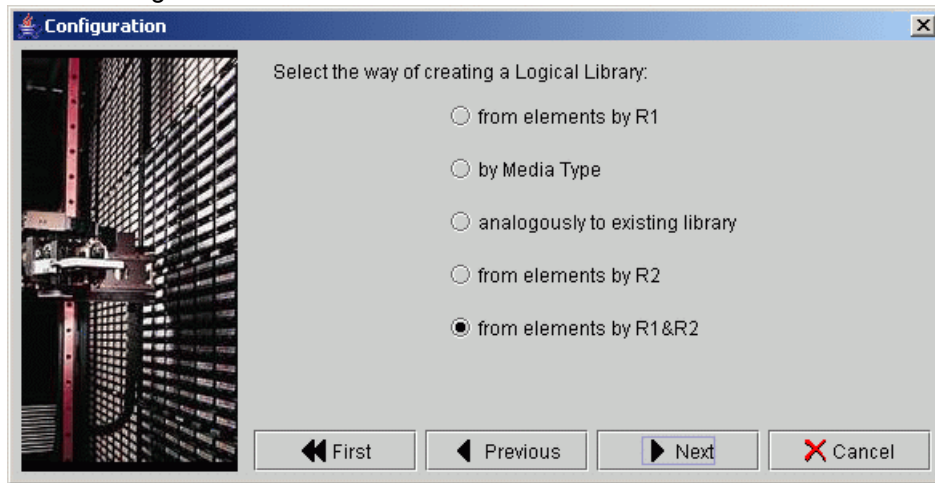 Configuration
Select the way of creating a Logical Library:
from elements by R1
by Media Type
analogously to existing library
from elements by R2
from elements by R1&R2
First
Previous
Next
Cancel